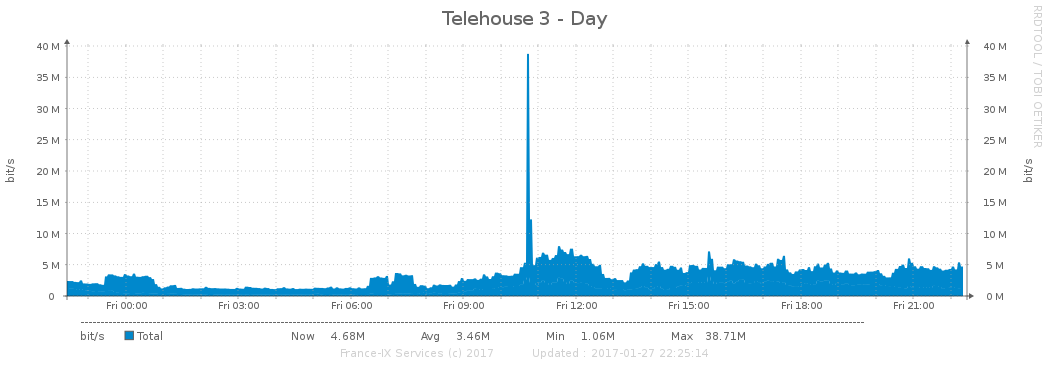 Telehouse 3 - Day
RRDTOOL / TOBI OETIKER
bit/s
40 M 40 M
35 M 35 M
30 M 30 M
25 M 25 M
20 M 20 M
15 M 15 M
10 M 10 M
5 M 5 M
0 0 M
bit/s
Fri 00:00 Fri 03:00 Fri 06:00 Fri 09:00 Fri 12:00 Fri 15:00 Fri 18:00 Fri 21:00
bit/s Total Now 4.68M Avg 3.46M Min 1.06M Max 38.71M
France-IX Services (c) 2017 Updated : 2017-01-27 22:25:14